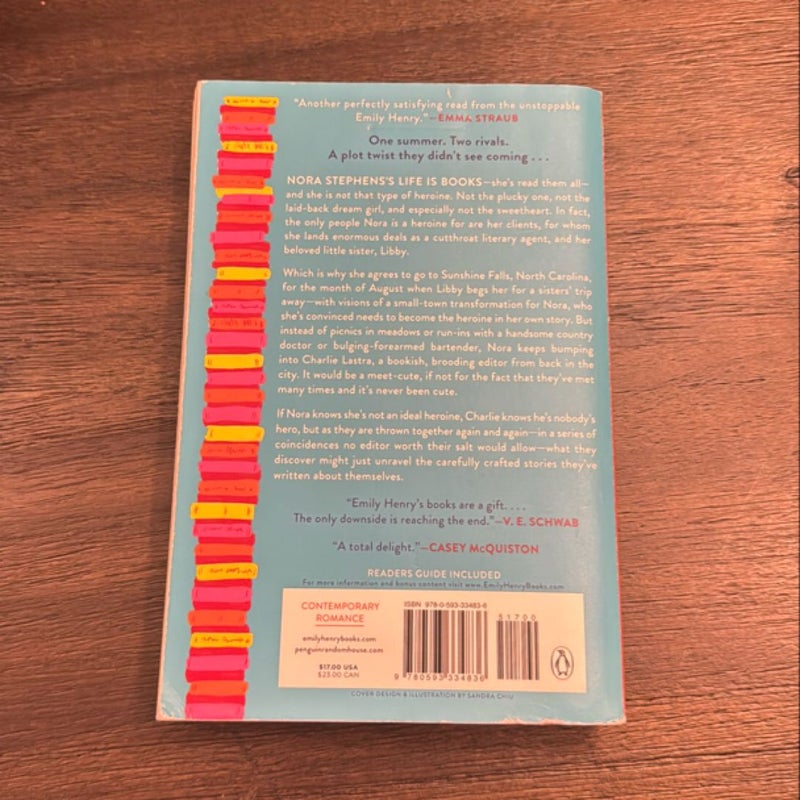 "Another perfectly satisfying read from the unstoppable
Emily Henry."—EMMA STRAUB
One summer. Two rivals.
A plot twist they didn't see coming . . .
NORA STEPHENS'S LIFE IS BOOKS—she's read them all—
and she is not that type of heroine. Not the plucky one, not the
laid-back dream girl, and especially not the sweetheart. In fact,
the only people Nora is a heroine for are her clients, for whom
she lands enormous deals as a cutthroat literary agent, and her
beloved little sister, Libby.
Which is why she agrees to go to Sunshine Falls, North Carolina,
for the month of August when Libby begs her for a sisters' trip
away—with visions of a small-town transformation for Nora, who
she's convinced needs to become the heroine in her own story. But
instead of picnics in meadows or run-ins with a handsome country
doctor or bulging-forearmed bartender, Nora keeps bumping
into Charlie Lastra, a bookish, brooding editor from back in the
city. It would be a meet-cute, if not for the fact that they've met
many times and it's never been cute.
If Nora knows she's not an ideal heroine, Charlie knows he's nobody's
hero, but as they are thrown together again and again—in a series of
coincidences no editor worth their salt would allow—what they
discover might just unravel the carefully crafted stories they've
written about themselves.
"Emily Henry's books are a gift. . . .
The only downside is reaching the end."—V. E. SCHWAB
"A total delight."—CASEY McQUISTON
READERS GUIDE INCLUDED
For more information and bonus content visit www.EmilyHenryBooks.com
CONTEMPORARY
ROMANCE
emilyhenrybooks.com
penguinrandomhouse.com
$17.00 USA
$23.00 CAN
ISBN 978-0-593-33483-6
51700
9 780593 334836
COVER DESIGN & ILLUSTRATION BY SANDRA CHIU